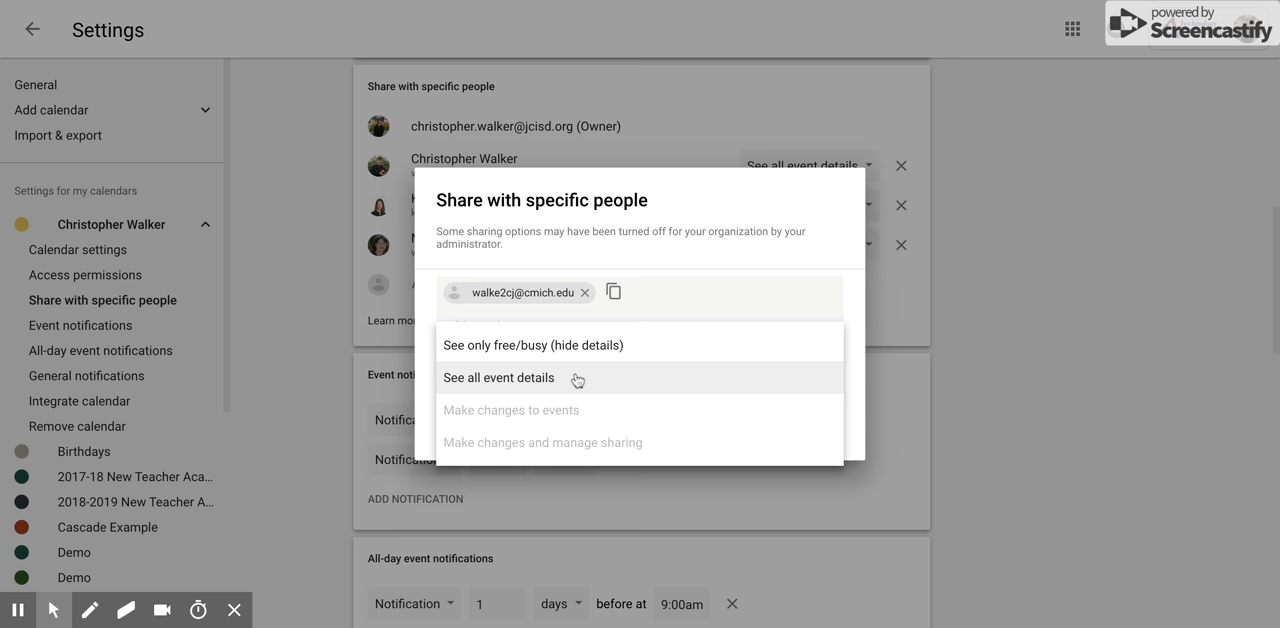 Settings
powered by
Screencastify
General
Add calendar
Import & export
Settings for my calendars
Christopher Walker
Calendar settings
Access permissions
Share with specific people
Event notifications
All-day event notifications
General notifications
Integrate calendar
Remove calendar
Birthdays
2017-18 New Teacher Aca...
2018-2019 New Teacher A...
Cascade Example
Demo
Demo
Share with specific people
christopher.walker@jcisd.org (Owner)
Christopher Walker
See all event details
Learn
Share with specific people
Some sharing options may have been turned off for your organization by your
administrator.
walke2cj@cmich.edu
See only free/busy (hide details)
See all event details
Make changes to events
Make changes and manage sharing
Event
ADD NOTIFICATION
All-day event notifications
Notification 1 days before at 9:00am